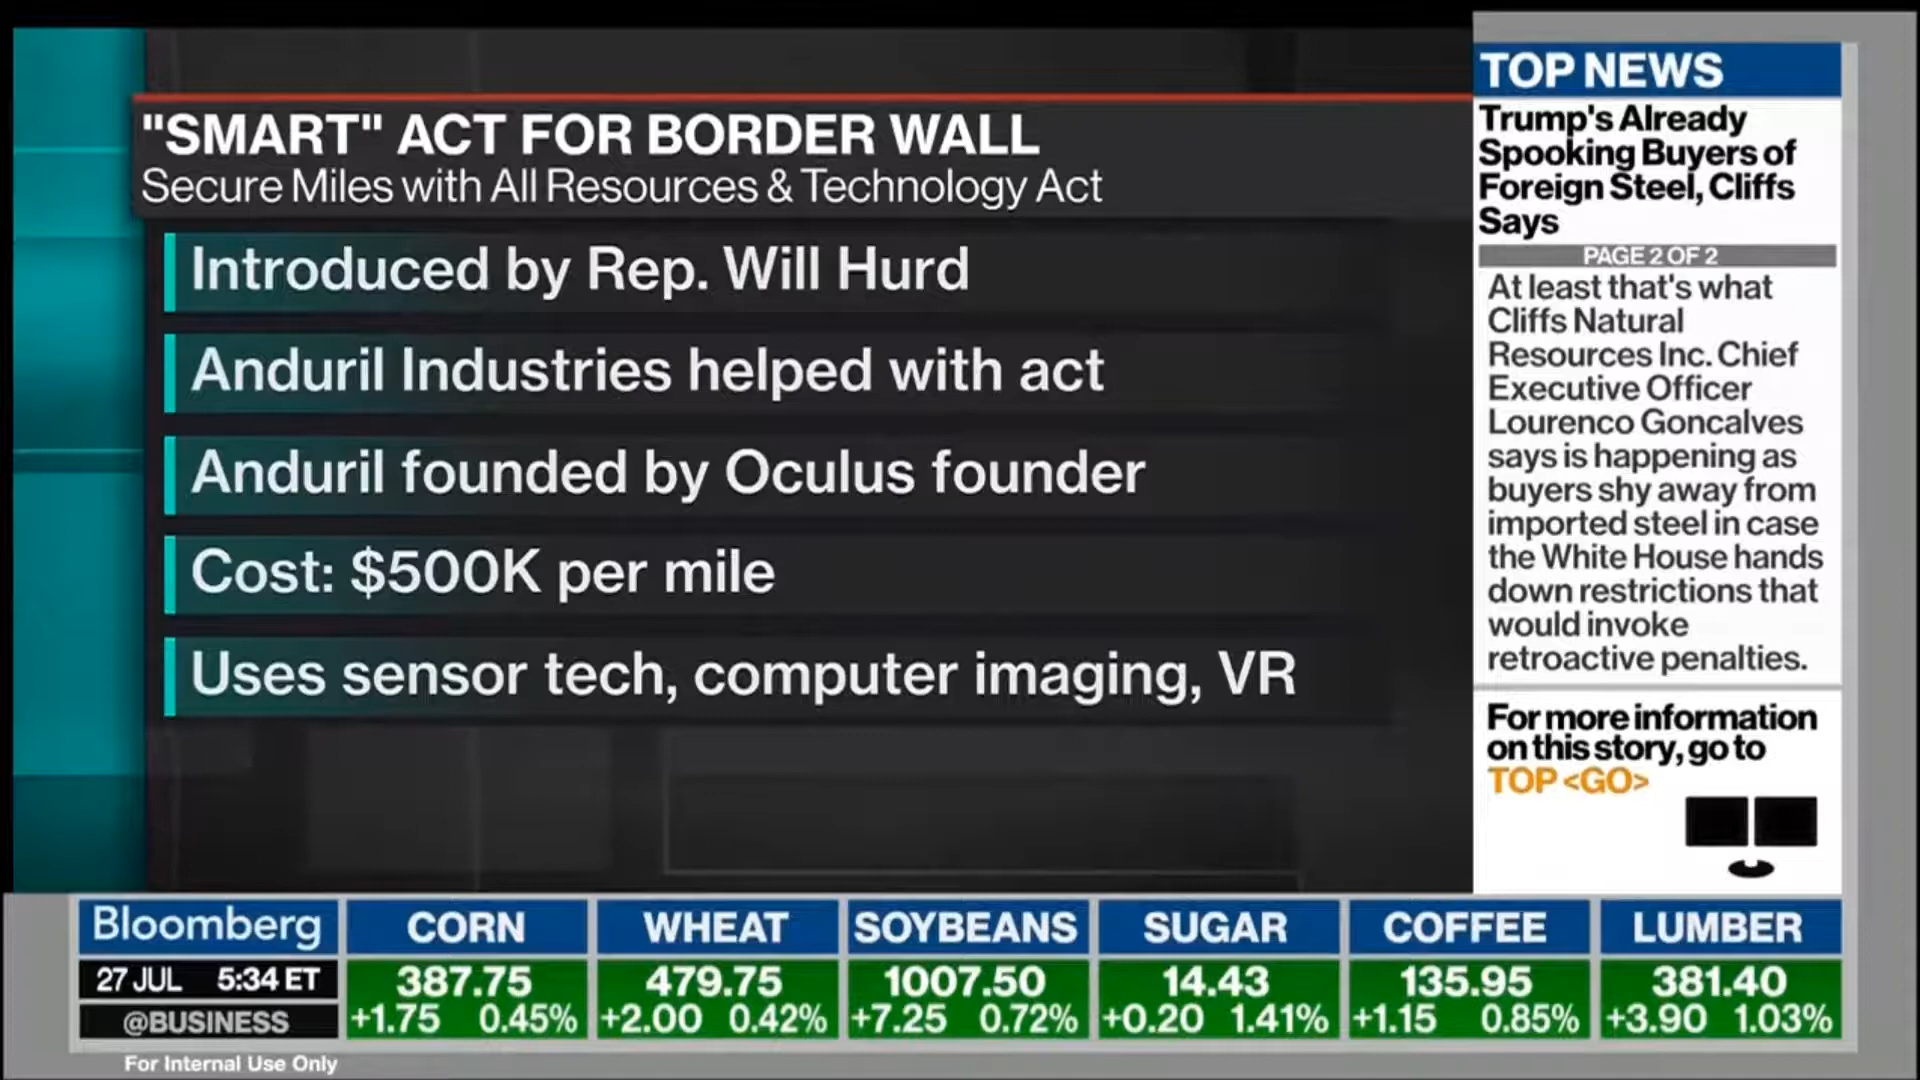 "SMART" ACT FOR BORDER WALL
Secure Miles with All Resources & Technology Act
Introduced by Rep. Will Hurd
Anduril Industries helped with act
Anduril founded by Oculus founder
Cost: $500K per mile
Uses sensor tech, computer imaging, VR
TOP NEWS
Trump's Already
Spooking Buyers of
Foreign Steel, Cliffs
Says
PAGE 2 OF 2
At least that's what
Cliffs Natural
Resources Inc. Chief
Executive Officer
Lourenco Goncalves
says is happening as
buyers shy away from
imported steel in case
the White House hands
down restrictions that
would invoke
retroactive penalties.
For more information
on this story, go to
TOP <GO>
Bloomberg
27 JUL 5:34 ET
@BUSINESS
CORN
387.75
+1.75 0.45%
WHEAT
479.75
+2.00 0.42%
SOYBEANS
1007.50
+7.25 0.72%
SUGAR
14.43
+0.20 1.41%
COFFEE
135.95
+1.15 0.85%
LUMBER
381.40
+3.90 1.03%
For Internal Use Only